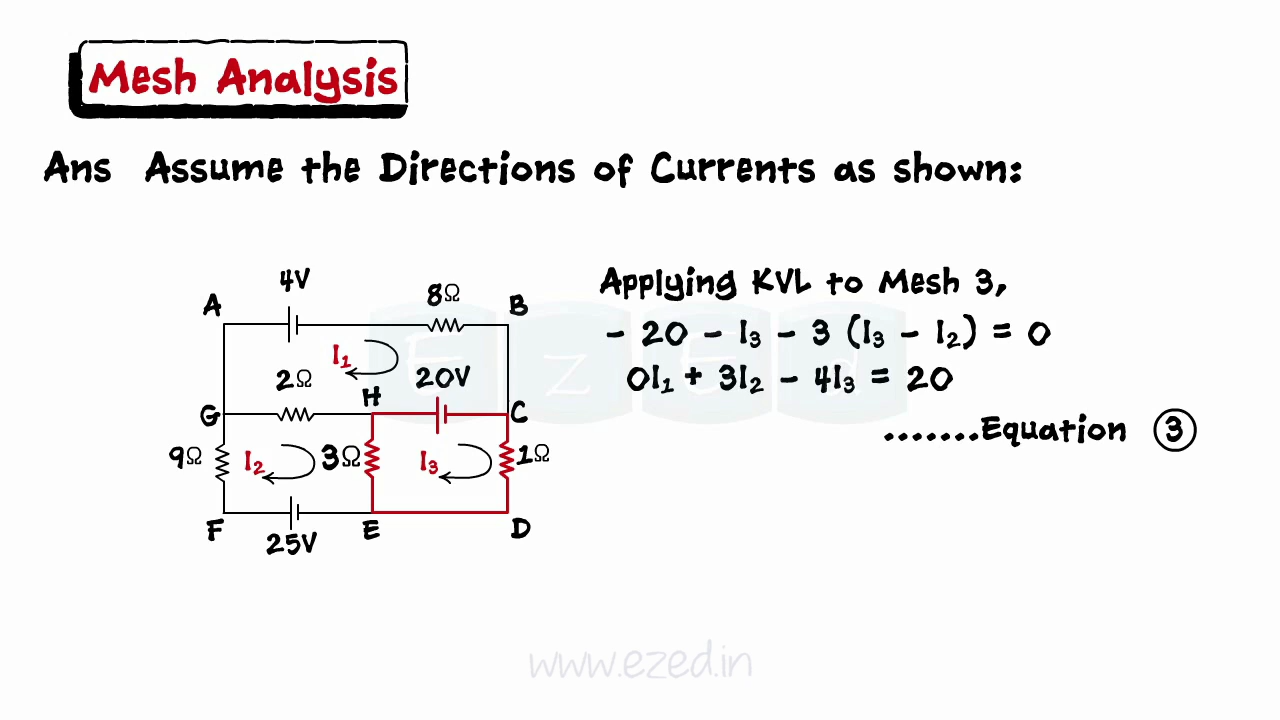 Mesh Analysis
Ans Assume the Directions of Currents as shown:
4V
A
8Ω
B
I₁
2Ω
20V
H
G
C
9Ω
I₂
3Ω
I₃
1Ω
F
25V
E
D
Applying KVL to Mesh 3,
- 20 - I₃ - 3 (I₃ - I₂) = 0
0I₁ + 3I₂ - 4I₃ = 20
.......Equation 3
EzEd
www.ezed.in